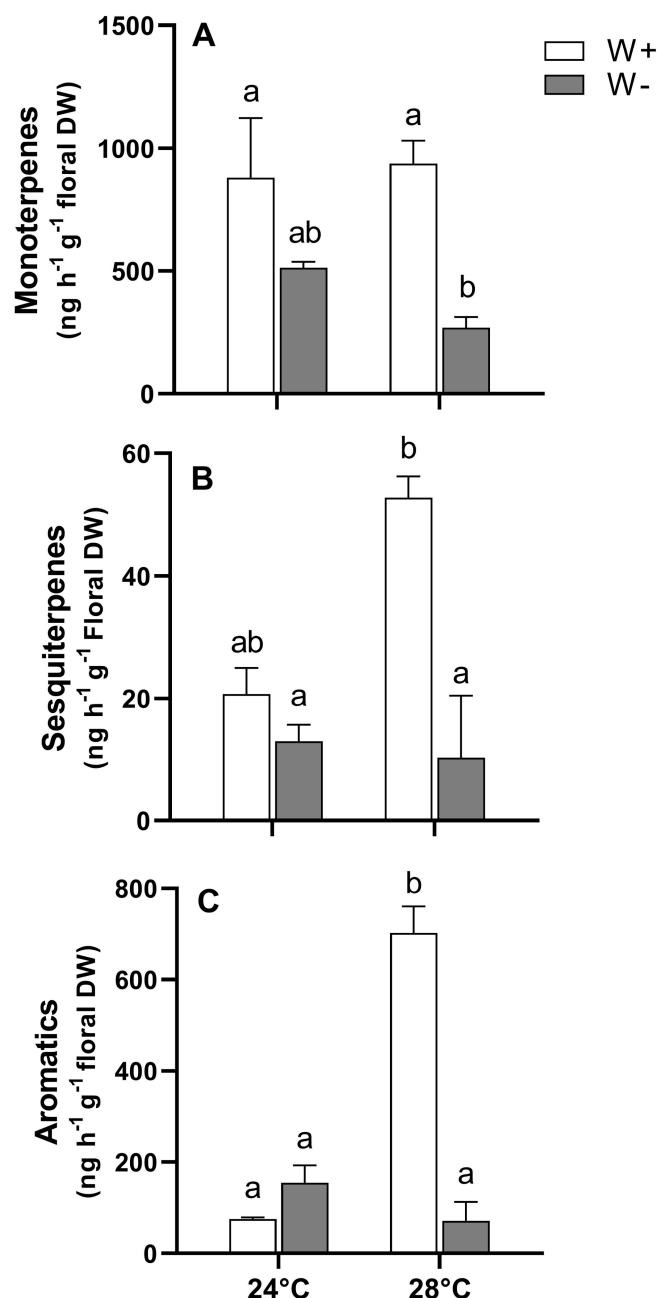 A
W+
W-
Monoterpenes
(ng h⁻¹ g⁻¹ floral DW)
1500
1000
500
0
a
ab
a
b
B
Sesquiterpenes
(ng h⁻¹ g⁻¹ Floral DW)
60
40
20
0
ab
a
b
a
C
Aromatics
(ng h⁻¹ g⁻¹ floral DW)
800
600
400
200
0
a
a
b
a
24°C
28°C